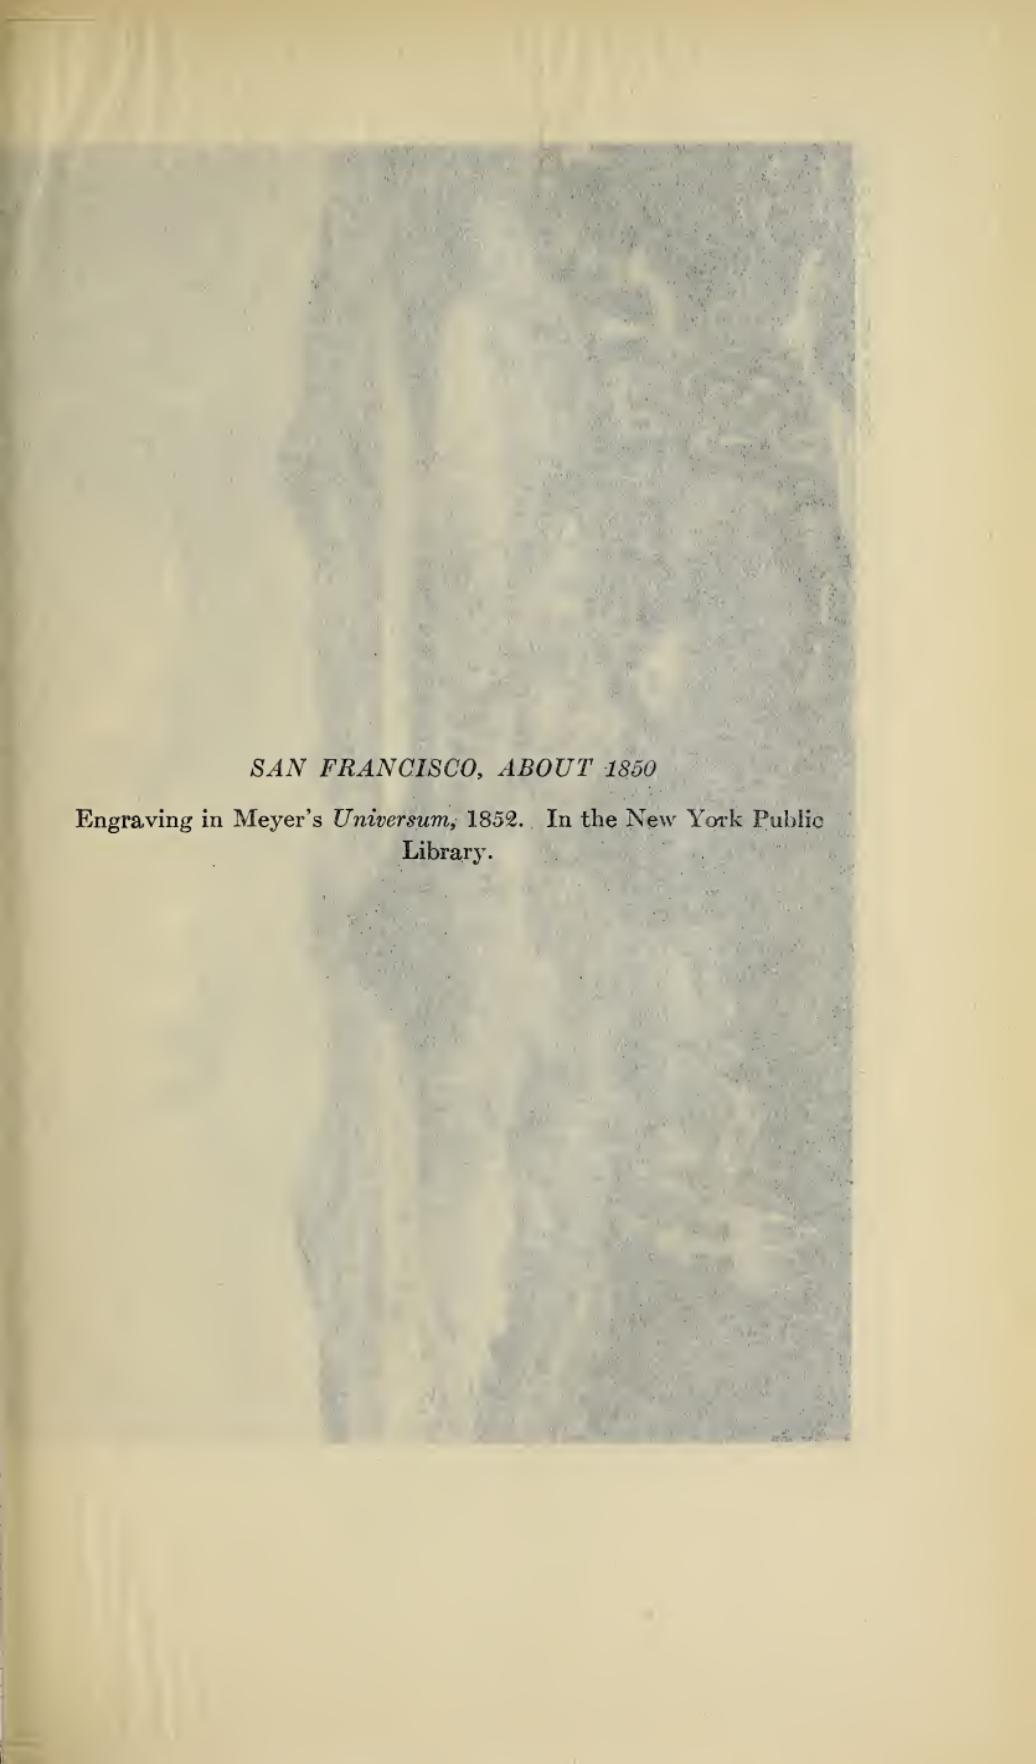 SAN FRANCISCO, ABOUT 1850
Engraving in Meyer's Universum, 1852. In the New York Public
Library.